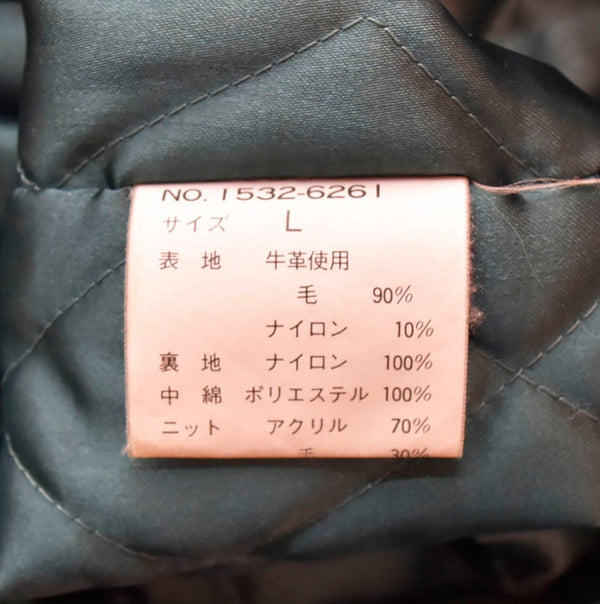 NO. 1532-6261
サイズ L
表地 牛革使用
毛 90%
ナイロン 10%
裏地 ナイロン 100%
中綿 ポリエステル 100%
ニット アクリル 70%
毛 30%